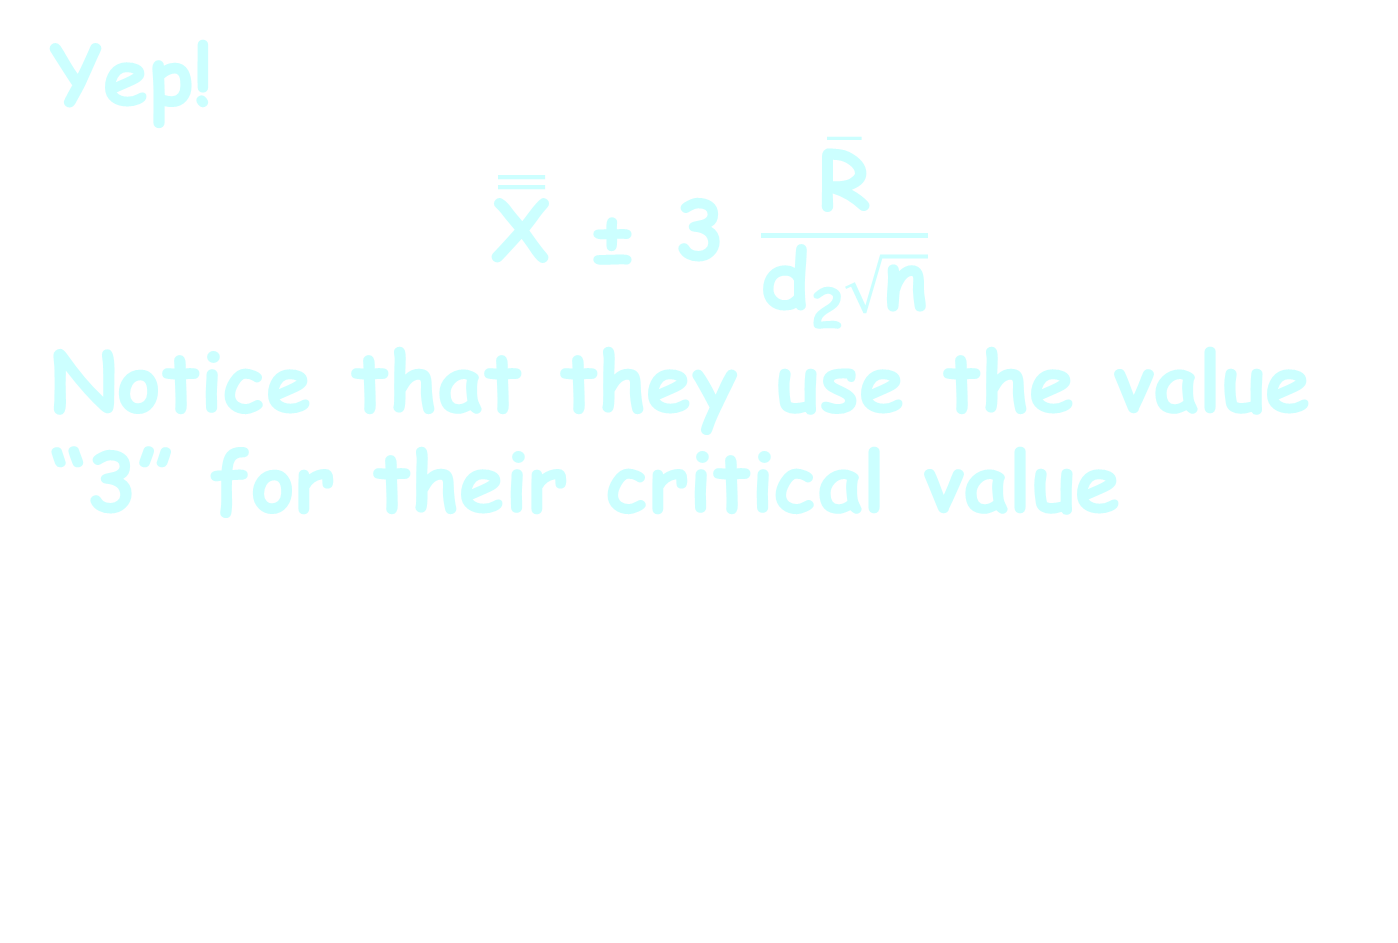 Yep!
X̿ ± 3 R̅ / d₂√n
Notice that they use the value
“3” for their critical value